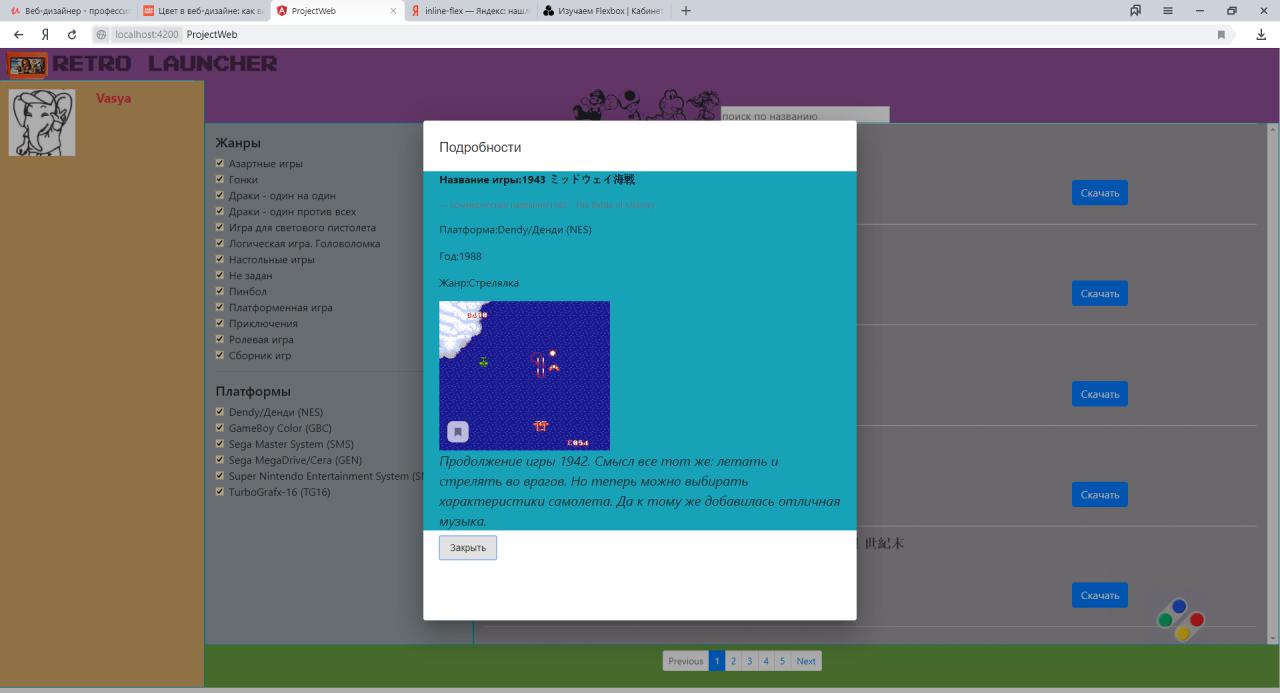 Веб-дизайнер - професси
Цвет в веб-дизайне: как в
ProjectWeb
inline-flex — Яндекс: наш
Изучаем Flexbox | Кабинет
localhost:4200 ProjectWeb
RETRO LAUNCHER
Vasya
поиск по названию
Жанры
Азартные игры
Гонки
Драки - один на один
Драки - один против всех
Игра для светового пистолета
Логическая игра. Головоломка
Настольные игры
Не задан
Пинбол
Платформенная игра
Приключения
Ролевая игра
Сборник игр
Платформы
Dendy/Денди (NES)
GameBoy Color (GBC)
Sega Master System (SMS)
Sega MegaDrive/Сега (GEN)
Super Nintendo Entertainment System (S
TurboGrafx-16 (TG16)
Подробности
Название игры:1943 ミッドウェイ海戦
Платформа:Dendy/Денди (NES)
Год:1988
Жанр:Стрелялка
E054
Продолжение игры 1942. Смысл все тот же: летать и
стрелять во врагов. Но теперь можно выбирать
характеристики самолета. Да к тому же добавилась отличная
музыка.
Закрыть
Скачать
Скачать
Скачать
Скачать
世紀末
Скачать
Previous 1 2 3 4 5 Next